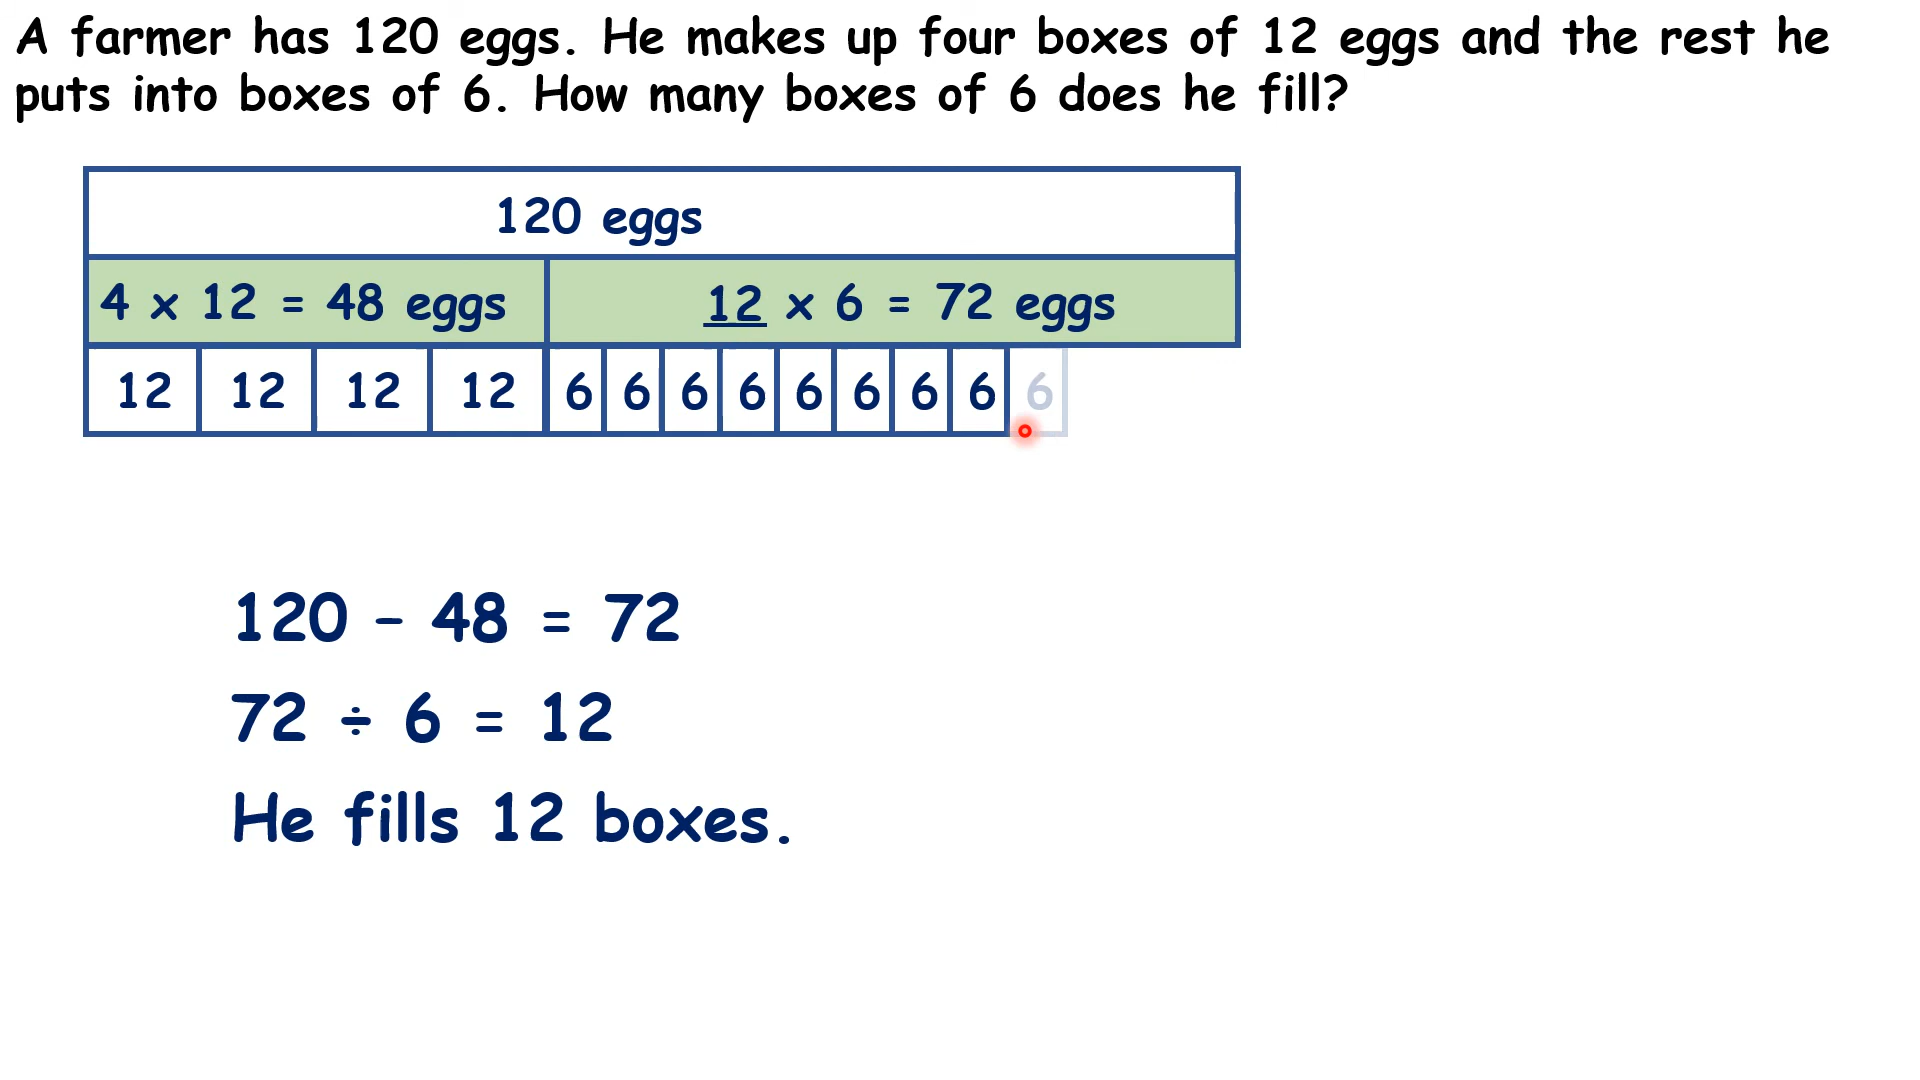 A farmer has 120 eggs. He makes up four boxes of 12 eggs and the rest he
puts into boxes of 6. How many boxes of 6 does he fill?
120 eggs
4 x 12 = 48 eggs 12 x 6 = 72 eggs
12 12 12 12 6 6 6 6 6 6 6 6 6
120 – 48 = 72
72 ÷ 6 = 12
He fills 12 boxes.